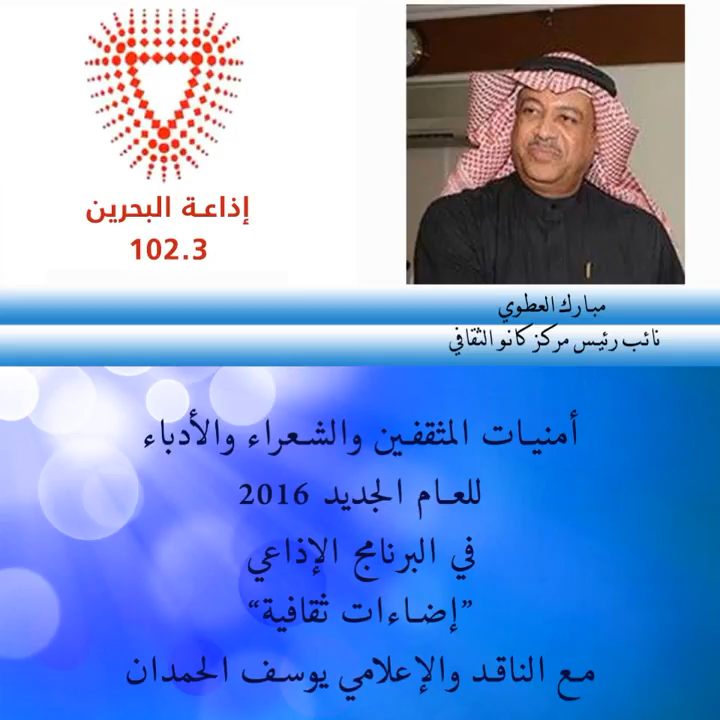 إذاعة البحرين
102.3
مبارك العطوي
نائب رئيس مركز كانو الثقافي
أمنيات المثقفين والشعراء والأدباء
للعام الجديد 2016
في البرنامج الإذاعي
“إضاءات ثقافية”
مع الناقد والإعلامي يوسف الحمدان